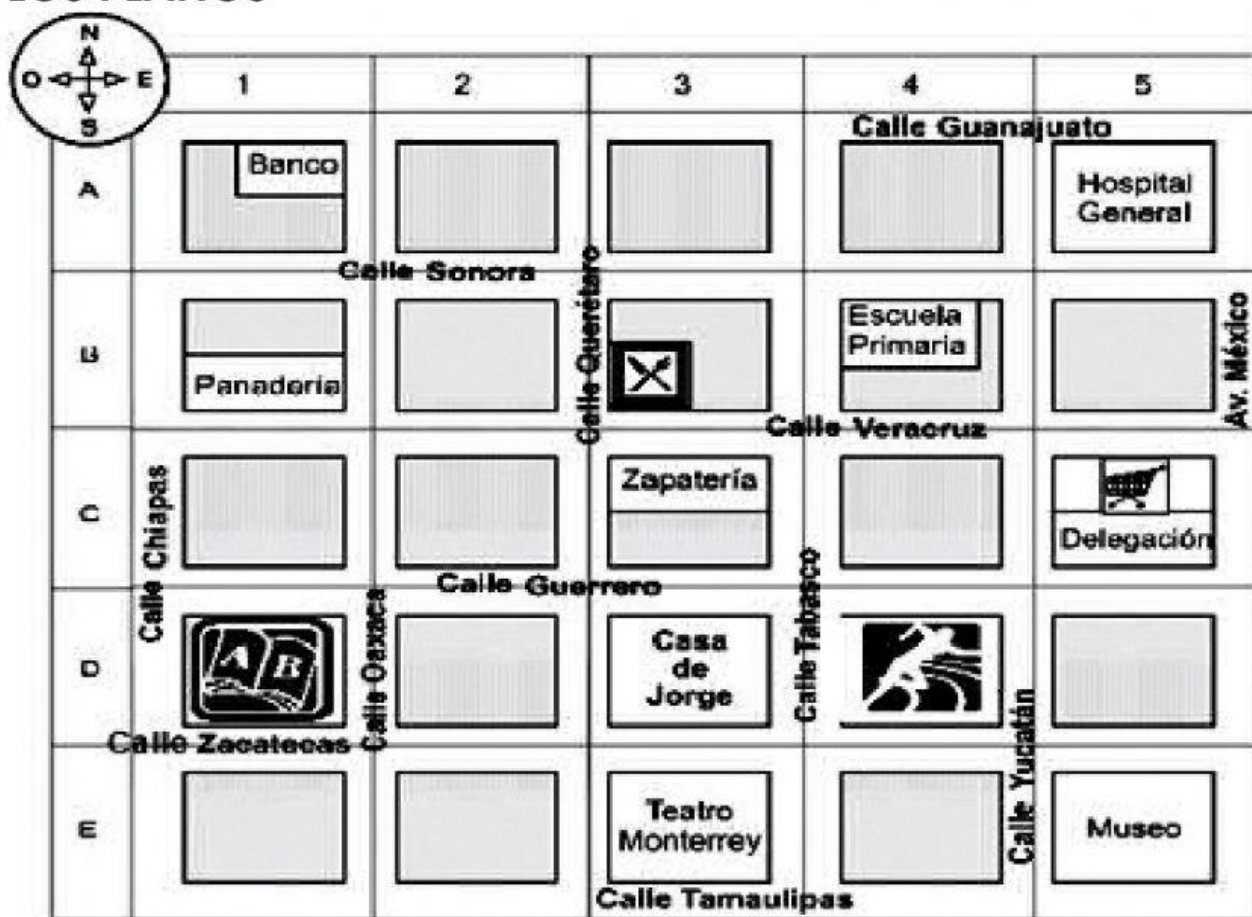 N
O E
S
1 2 3 4 5
Calle Guanajuato
A
Banco
Hospital
General
Calle Sonora
Calle Querétaro
B
Panadería
Escuela
Primaria
Av. México
Calle Veracruz
C
Calle Chiapas
Zapatería
Delegación
Calle Guerrero
D
A B
Calle Oaxaca
Casa
de
Jorge
Calle Tabasco
Calle Yucatán
Calle Zacatecas
E
Teatro
Monterrey
Museo
Calle Tamaulipas